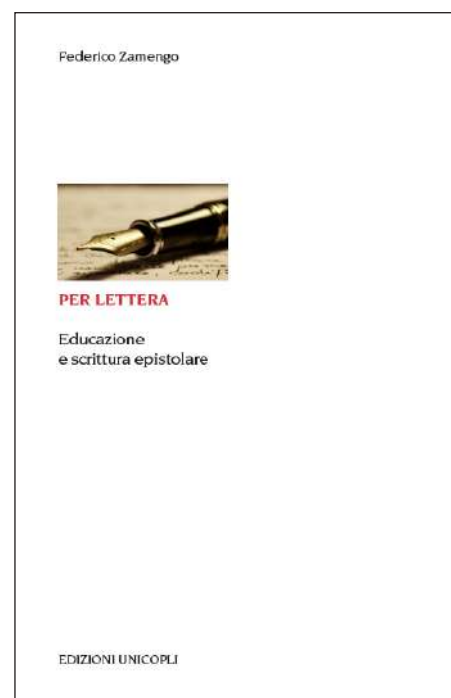 Federico Zamengo
PER LETTERA
Educazione
e scrittura epistolare
EDIZIONI UNICOPLI